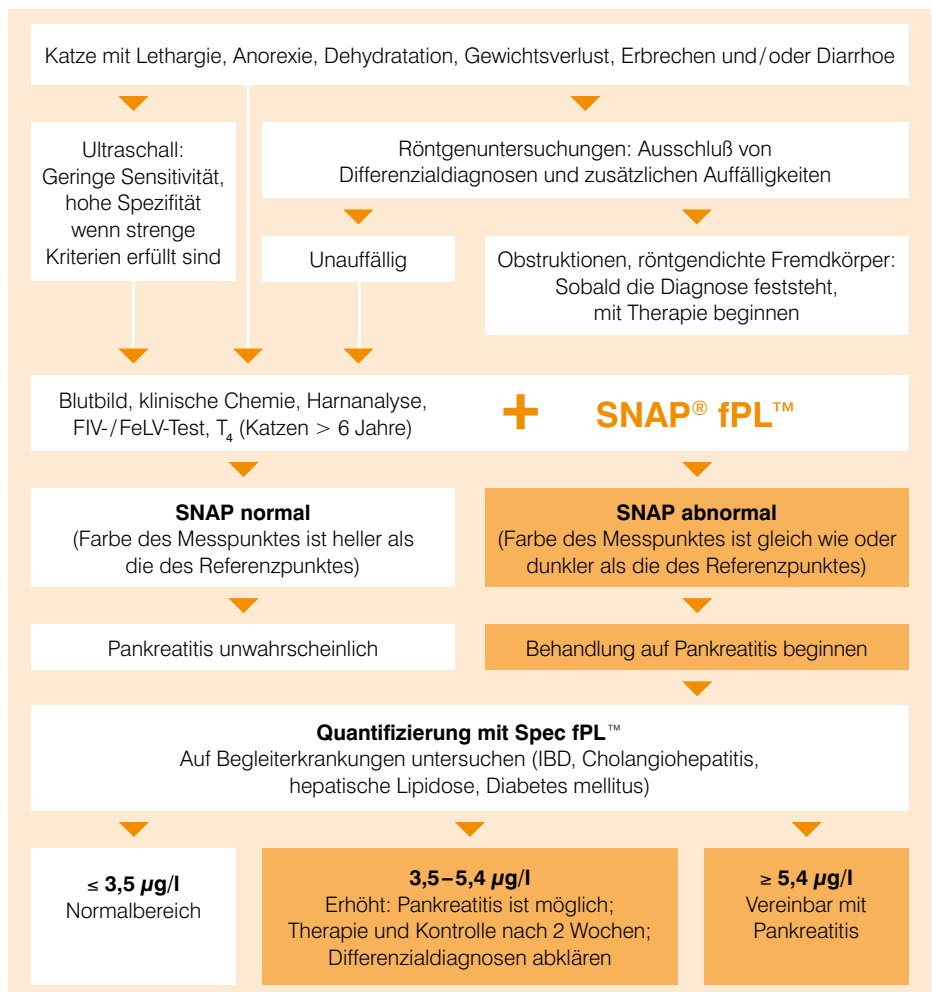 Katze mit Lethargie, Anorexie, Dehydratation, Gewichtsverlust, Erbrechen und/oder Diarrhoe
Ultraschall:
Geringe Sensitivität,
hohe Spezifität
wenn strenge
Kriterien erfüllt sind
Röntgenuntersuchungen: Ausschluß von
Differenzialdiagnosen und zusätzlichen Auffälligkeiten
Unauffällig
Obstruktionen, röntgendichte Fremdkörper:
Sobald die Diagnose feststeht,
mit Therapie beginnen
Blutbild, klinische Chemie, Harnanalyse,
FIV-/FeLV-Test, T₄ (Katzen > 6 Jahre)
+ SNAP® fPL™
SNAP normal
(Farbe des Messpunktes ist heller als
die des Referenzpunktes)
SNAP abnormal
(Farbe des Messpunktes ist gleich wie oder
dunkler als die des Referenzpunktes)
Pankreatitis unwahrscheinlich
Behandlung auf Pankreatitis beginnen
Quantifizierung mit Spec fPL™
Auf Begleiterkrankungen untersuchen (IBD, Cholangiohepatitis,
hepatische Lipidose, Diabetes mellitus)
≤ 3,5 µg/l
Normalbereich
3,5–5,4 µg/l
Erhöht: Pankreatitis ist möglich;
Therapie und Kontrolle nach 2 Wochen;
Differenzialdiagnosen abklären
≥ 5,4 µg/l
Vereinbar mit
Pankreatitis